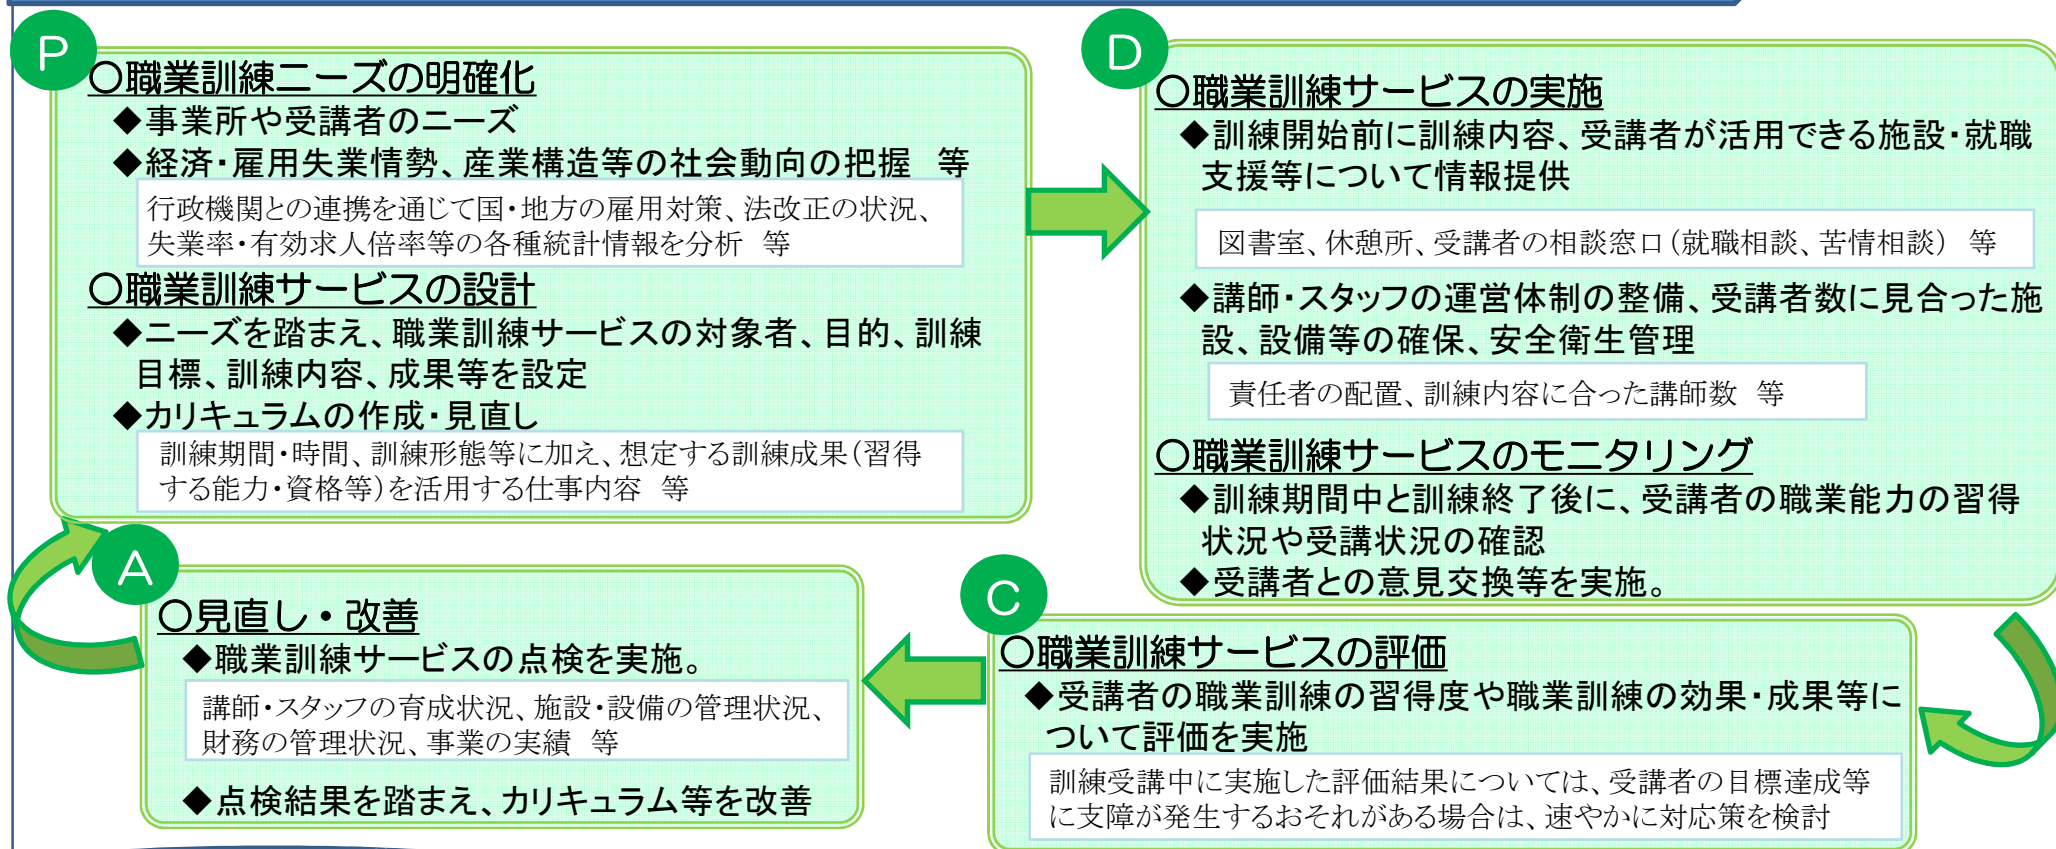 P
〇職業訓練ニーズの明確化
◆事業所や受講者のニーズ
◆経済・雇用失業情勢、産業構造等の社会動向の把握　等
行政機関との連携を通じて国・地方の雇用対策、法改正の状況、
失業率・有効求人倍率等の各種統計情報を分析　等
〇職業訓練サービスの設計
◆ニーズを踏まえ、職業訓練サービスの対象者、目的、訓練
目標、訓練内容、成果等を設定
◆カリキュラムの作成・見直し
訓練期間・時間、訓練形態等に加え、想定する訓練成果（習得
する能力・資格等）を活用する仕事内容　等
D
〇職業訓練サービスの実施
◆訓練開始前に訓練内容、受講者が活用できる施設・就職
支援等について情報提供
図書室、休憩所、受講者の相談窓口（就職相談、苦情相談）　等
◆講師・スタッフの運営体制の整備、受講者数に見合った施
設、設備等の確保、安全衛生管理
責任者の配置、訓練内容に合った講師数　等
〇職業訓練サービスのモニタリング
◆訓練期間中と訓練終了後に、受講者の職業能力の習得
状況や受講状況の確認
◆受講者との意見交換等を実施。
C
〇職業訓練サービスの評価
◆受講者の職業訓練の習得度や職業訓練の効果・成果等に
ついて評価を実施
訓練受講中に実施した評価結果については、受講者の目標達成等
に支障が発生するおそれがある場合は、速やかに対応策を検討
A
〇見直し・改善
◆職業訓練サービスの点検を実施。
講師・スタッフの育成状況、施設・設備の管理状況、
財務の管理状況、事業の実績　等
◆点検結果を踏まえ、カリキュラム等を改善